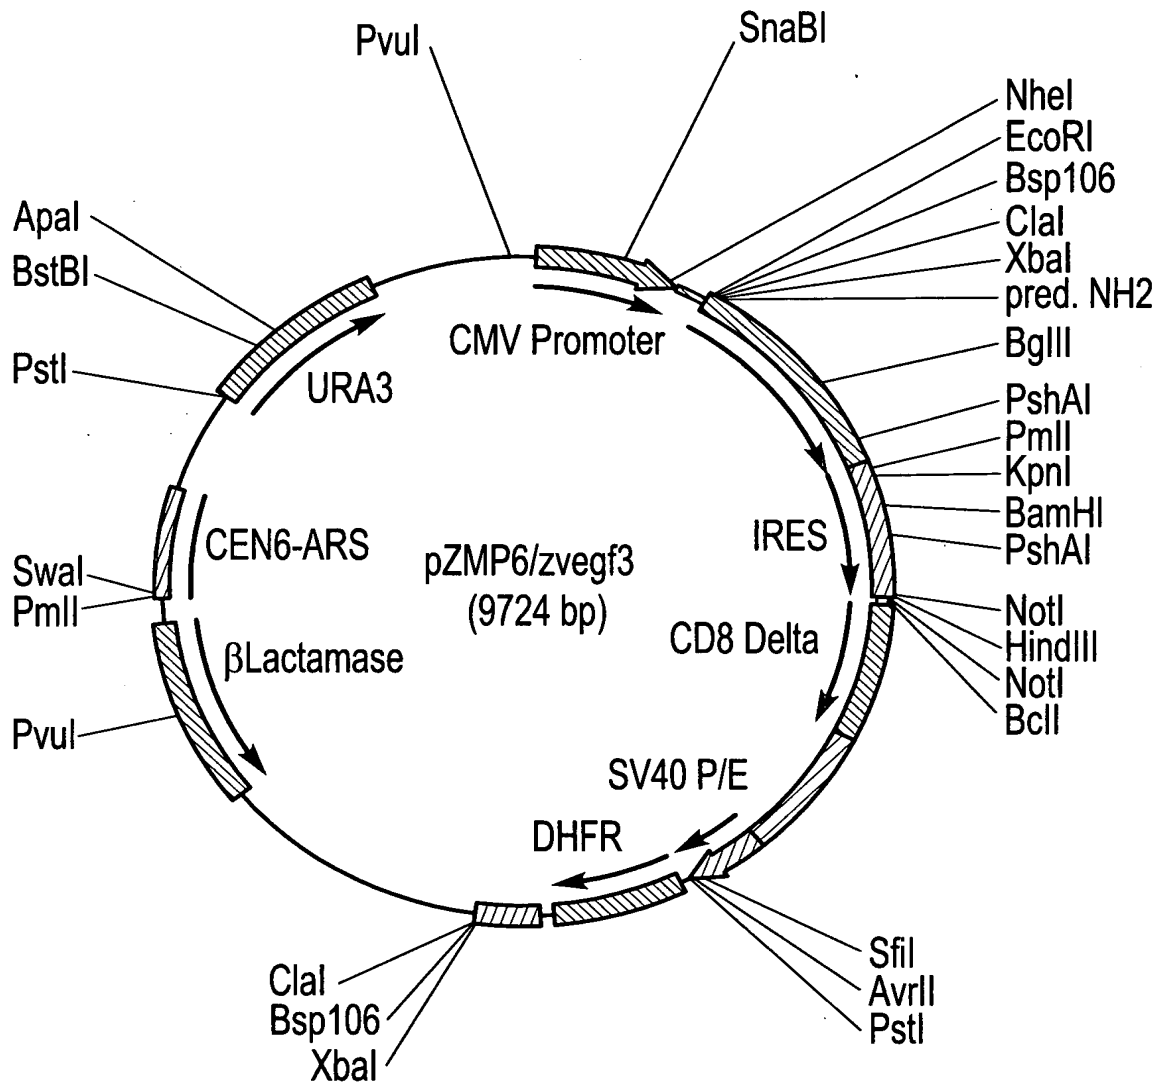 PvuI
SnaBI
NheI
EcoRI
Bsp106
ClaI
XbaI
pred. NH2
BglII
PshAI
PmlI
KpnI
BamHI
PshAI
NotI
HindIII
NotI
BclI
SfiI
AvrII
PstI
ClaI
Bsp106
XbaI
PvuI
PmlI
SwaI
PstI
BstBI
ApaI
CMV Promoter
URA3
CEN6-ARS
βLactamase
pZMP6/zvegf3
(9724 bp)
IRES
CD8 Delta
SV40 P/E
DHFR